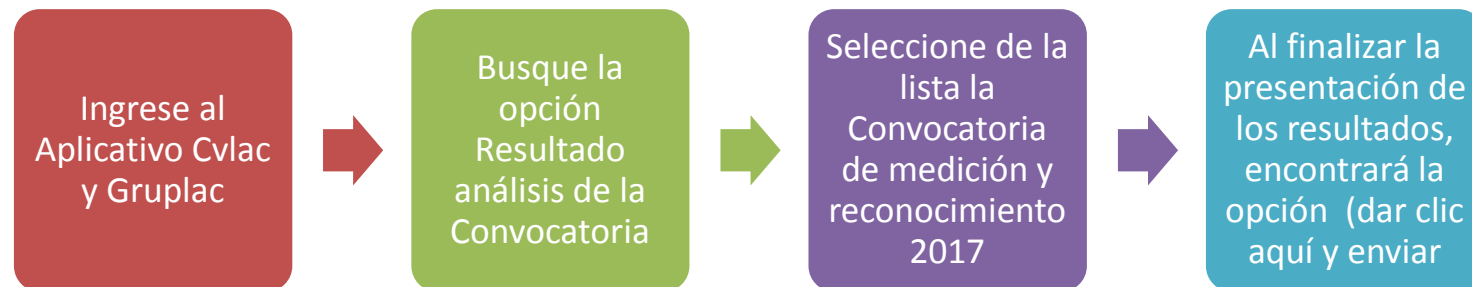 Ingrese al
Aplicativo Cvlac
y Gruplac
Busque la
opción
Resultado
análisis de la
Convocatoria
Seleccione de la
lista la
Convocatoria
de medición y
reconocimiento
2017
Al finalizar la
presentación de
los resultados,
encontrará la
opción (dar clic
aquí y enviar